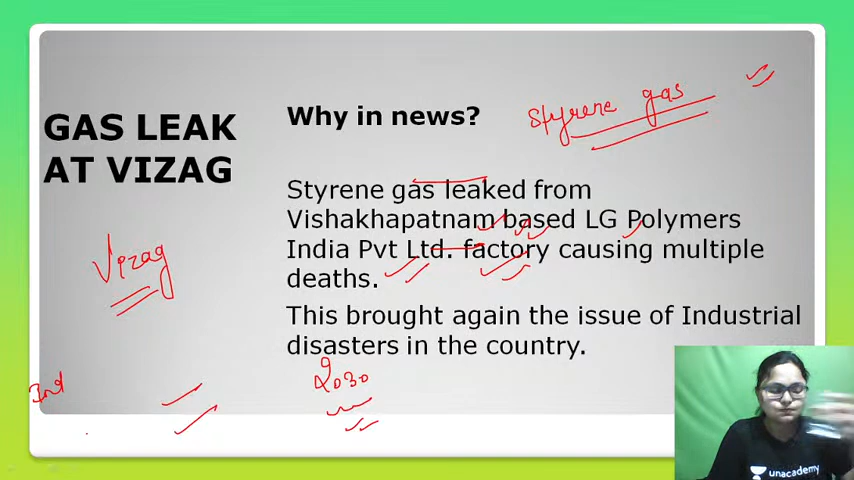 GAS LEAK
AT VIZAG
Why in news?
Styrene gas
Styrene gas leaked from
Vishakhapatnam based LG Polymers
India Pvt Ltd. factory causing multiple
deaths.
This brought again the issue of Industrial
disasters in the country.
Vizag
2030
Ind
unacademy